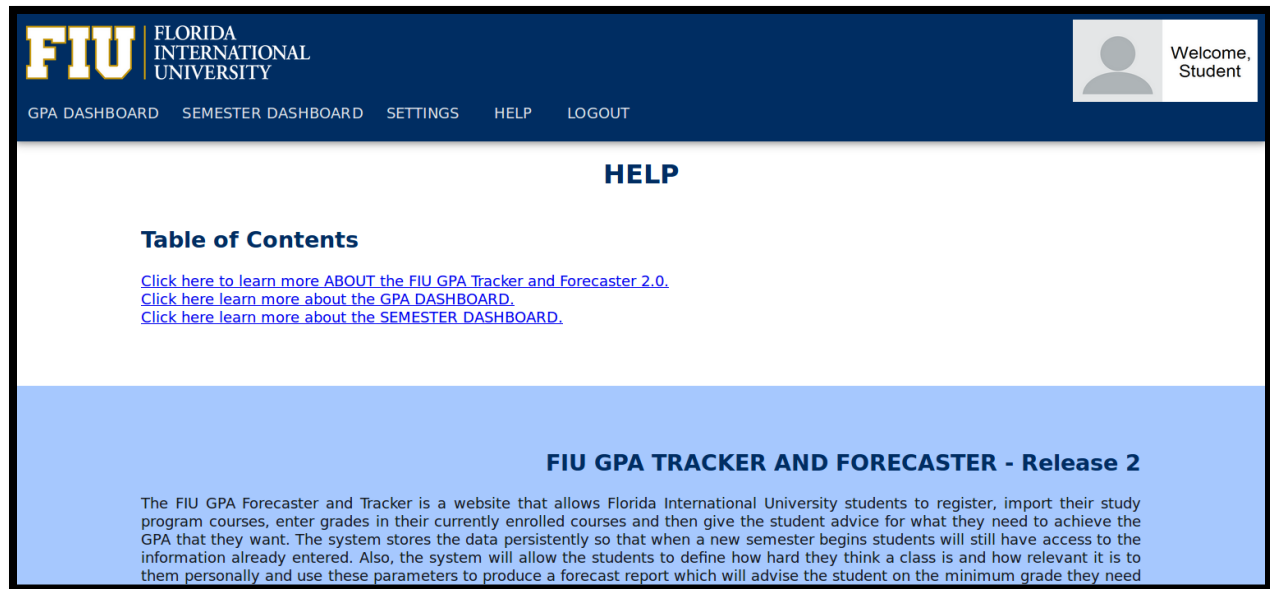 FIU
FLORIDA
INTERNATIONAL
UNIVERSITY
Welcome,
Student
GPA DASHBOARD SEMESTER DASHBOARD SETTINGS HELP LOGOUT
HELP
Table of Contents
Click here to learn more ABOUT the FIU GPA Tracker and Forecaster 2.0.
Click here learn more about the GPA DASHBOARD.
Click here learn more about the SEMESTER DASHBOARD.
FIU GPA TRACKER AND FORECASTER - Release 2
The FIU GPA Forecaster and Tracker is a website that allows Florida International University students to register, import their study
program courses, enter grades in their currently enrolled courses and then give the student advice for what they need to achieve the
GPA that they want. The system stores the data persistently so that when a new semester begins students will still have access to the
information already entered. Also, the system will allow the students to define how hard they think a class is and how relevant it is to
them personally and use these parameters to produce a forecast report which will advise the student on the minimum grade they need